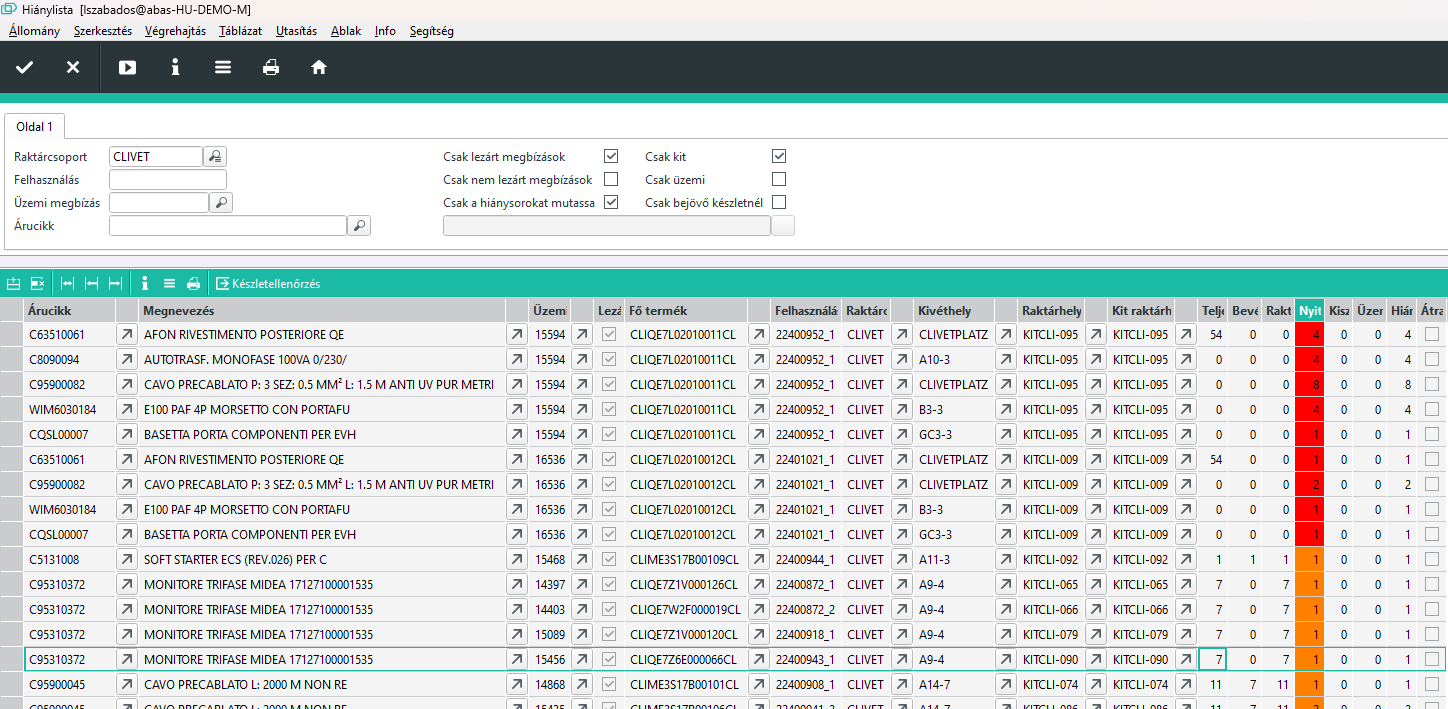 Hiánylista [lszabados@abas-HU-DEMO-M]
Állomány Szerkesztés Végrehajtás Táblázat Utasítás Ablak Info Segítség
Oldal 1
Raktárcsoport CLIVET Csak lezárt megbízások Csak kit
Felhasználás Csak nem lezárt megbízások Csak üzemi
Üzemi megbízás Csak a hiánysorokat mutassa Csak bejövő készletnél
Árucikk
Készletellenőrzés
Árucikk Megnevezés Üzemi Lezá Fő termék Felhasználá Raktárc Kivéthely Raktárhely Kit raktárh Telje Bevé Rakt Nyit Kisz Üzer Hiár Átra
C63510061 AFON RIVESTIMENTO POSTERIORE QE 15594 CLIQE7L02010011CL 22400952_1 CLIVET CLIVETPLATZ KITCLI-095 KITCLI-095 54 0 0 4 0 0 4
C8090094 AUTOTRASF. MONOFASE 100VA 0/230/ 15594 CLIQE7L02010011CL 22400952_1 CLIVET A10-3 KITCLI-095 KITCLI-095 0 0 0 4 0 0 4
C95900082 CAVO PRECABLATO P: 3 SEZ: 0.5 MM² L: 1.5 M ANTI UV PUR METRI 15594 CLIQE7L02010011CL 22400952_1 CLIVET CLIVETPLATZ KITCLI-095 KITCLI-095 0 0 0 8 0 0 8
WIM6030184 E100 PAF 4P MORSETTO CON PORTAFU 15594 CLIQE7L02010011CL 22400952_1 CLIVET B3-3 KITCLI-095 KITCLI-095 0 0 0 4 0 0 4
CQSL00007 BASETTA PORTA COMPONENTI PER EVH 15594 CLIQE7L02010011CL 22400952_1 CLIVET GC3-3 KITCLI-095 KITCLI-095 0 0 0 1 0 0 1
C63510061 AFON RIVESTIMENTO POSTERIORE QE 16536 CLIQE7L02010012CL 22401021_1 CLIVET CLIVETPLATZ KITCLI-009 KITCLI-009 54 0 0 1 0 0 1
C95900082 CAVO PRECABLATO P: 3 SEZ: 0.5 MM² L: 1.5 M ANTI UV PUR METRI 16536 CLIQE7L02010012CL 22401021_1 CLIVET CLIVETPLATZ KITCLI-009 KITCLI-009 0 0 0 2 0 0 2
WIM6030184 E100 PAF 4P MORSETTO CON PORTAFU 16536 CLIQE7L02010012CL 22401021_1 CLIVET B3-3 KITCLI-009 KITCLI-009 0 0 0 1 0 0 1
CQSL00007 BASETTA PORTA COMPONENTI PER EVH 16536 CLIQE7L02010012CL 22401021_1 CLIVET GC3-3 KITCLI-009 KITCLI-009 0 0 0 1 0 0 1
C5131008 SOFT STARTER ECS (REV.026) PER C 15468 CLIME3S17B00109CL 22400944_1 CLIVET A11-3 KITCLI-092 KITCLI-092 1 1 1 1 0 0 1
C95310372 MONITORE TRIFASE MIDEA 17127100001535 14397 CLIQE7Z1V000126CL 22400872_1 CLIVET A9-4 KITCLI-065 KITCLI-065 7 0 7 1 0 0 1
C95310372 MONITORE TRIFASE MIDEA 17127100001535 14403 CLIQE7W2F000019CL 22400872_2 CLIVET A9-4 KITCLI-066 KITCLI-066 7 0 7 1 0 0 1
C95310372 MONITORE TRIFASE MIDEA 17127100001535 15089 CLIQE7Z1V000120CL 22400918_1 CLIVET A9-4 KITCLI-079 KITCLI-079 7 0 7 1 0 0 1
C95310372 MONITORE TRIFASE MIDEA 17127100001535 15456 CLIQE7Z6E000066CL 22400943_1 CLIVET A9-4 KITCLI-090 KITCLI-090 7 0 7 1 0 0 1
C95900045 CAVO PRECABLATO L: 2000 M NON RE 14868 CLIME3S17B00101CL 22400908_1 CLIVET A14-7 KITCLI-074 KITCLI-074 11 7 11 1 0 0 1